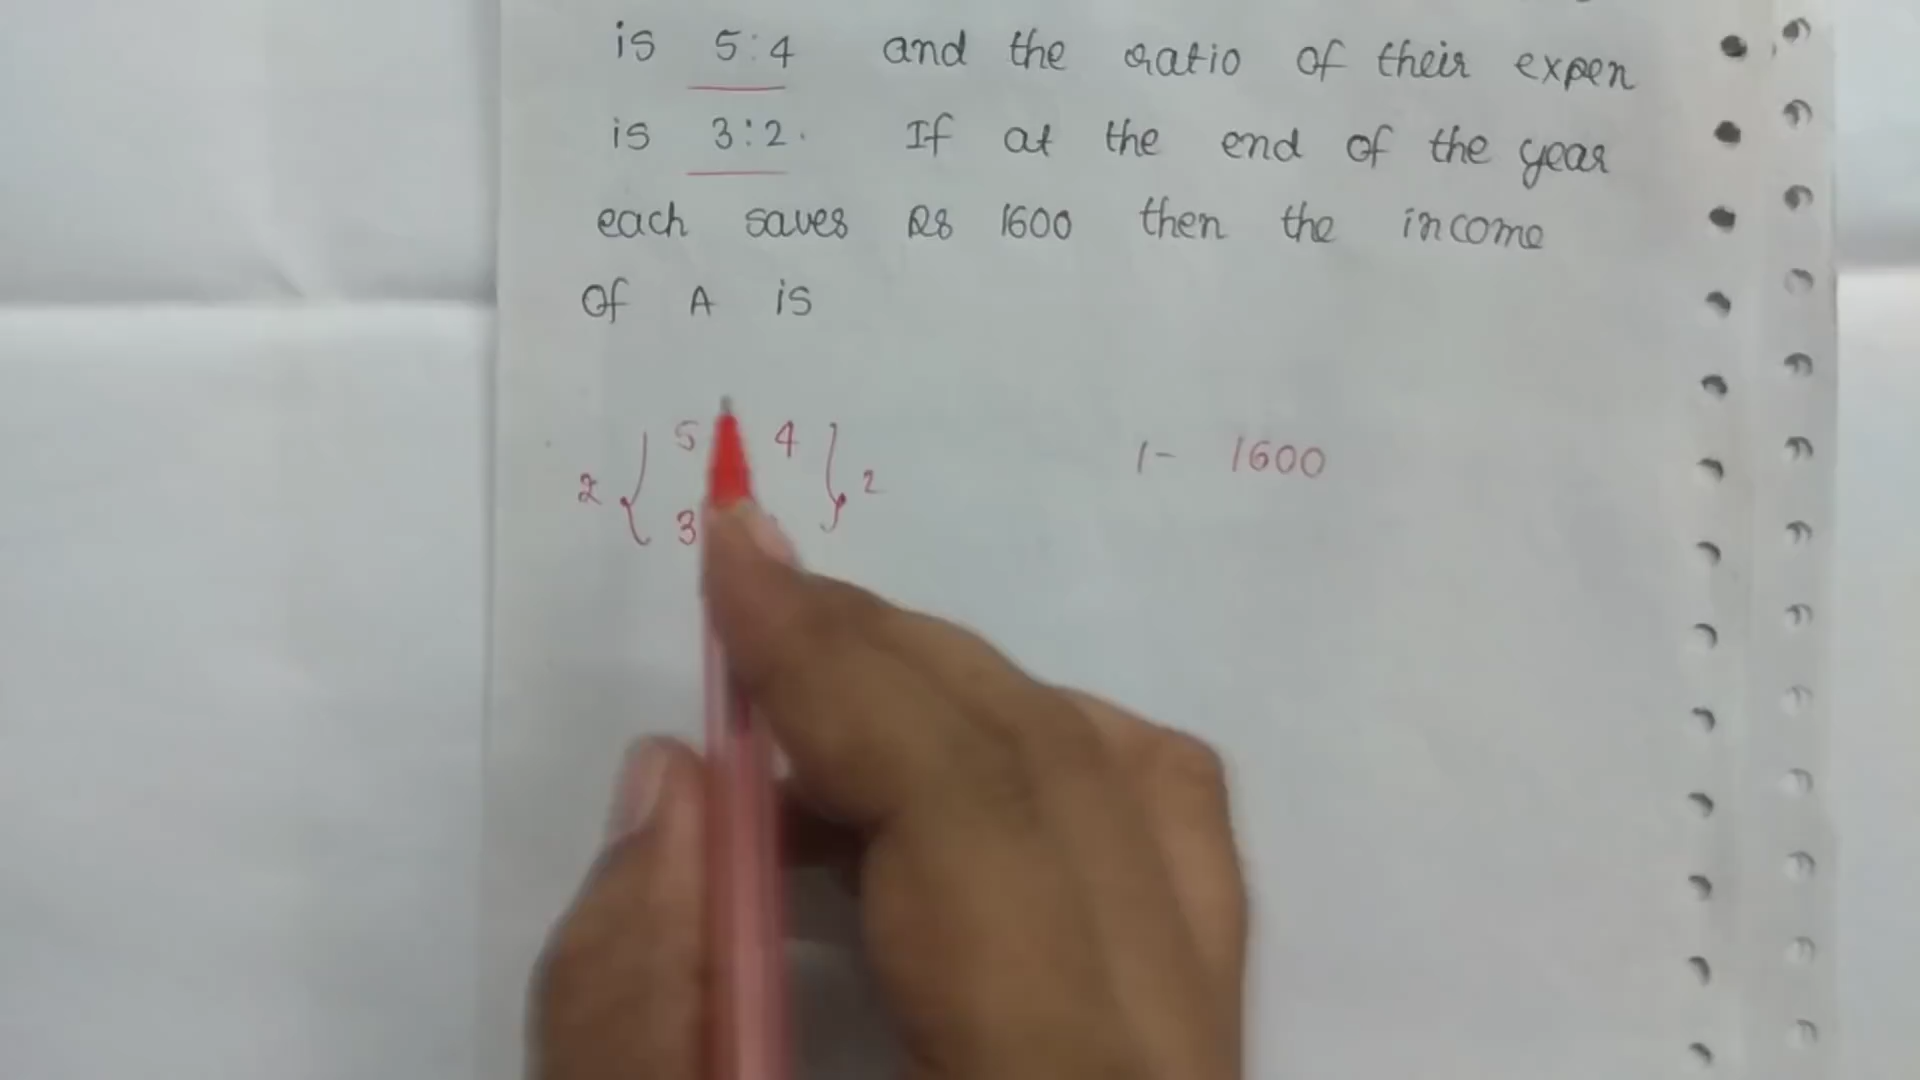 is 5:4 and the ratio of their expen
is 3:2. If at the end of the year
each saves Rs 1600 then the income
of A is
5 4
2 { } 2
3
1- 1600